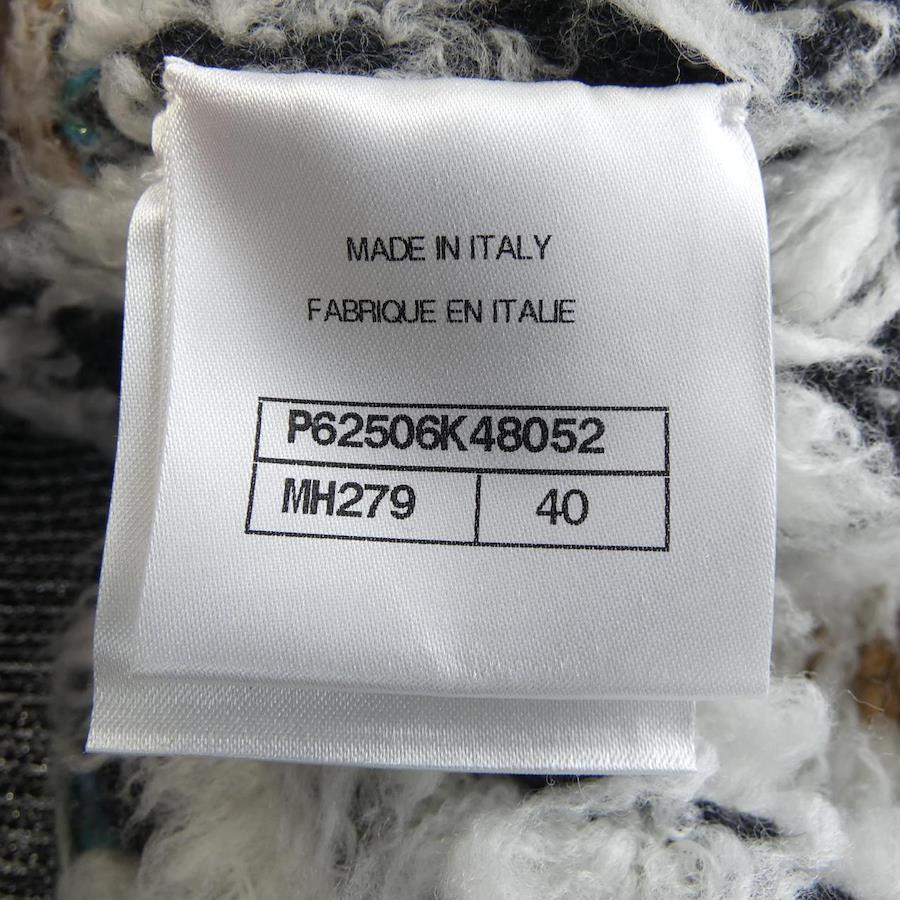 MADE IN ITALY
FABRIQUE EN ITALIE
P62506K48052
MH279 40